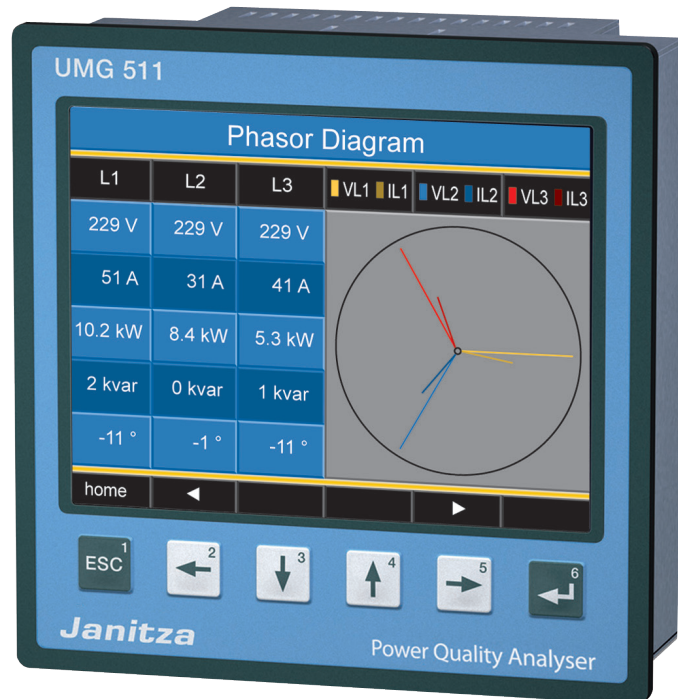 UMG 511
Phasor Diagram
L1 L2 L3 VL1 IL1 VL2 IL2 VL3 IL3
229 V 229 V 229 V
51 A 31 A 41 A
10.2 kW 8.4 kW 5.3 kW
2 kvar 0 kvar 1 kvar
-11 ° -1 ° -11 °
home ◄ ►
ESC 1 ← 2 ↓ 3 ↑ 4 → 5 ↵ 6
Janitza
Power Quality Analyser